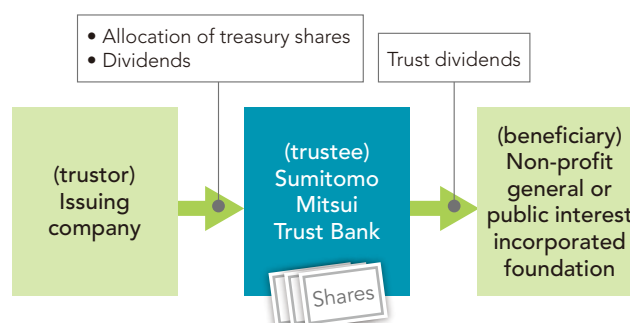 • Allocation of treasury shares
• Dividends
Trust dividends
(trustor)
Issuing
company
(trustee)
Sumitomo
Mitsui
Trust Bank
Shares
(beneficiary)
Non-profit
general or
public interest
incorporated
foundation